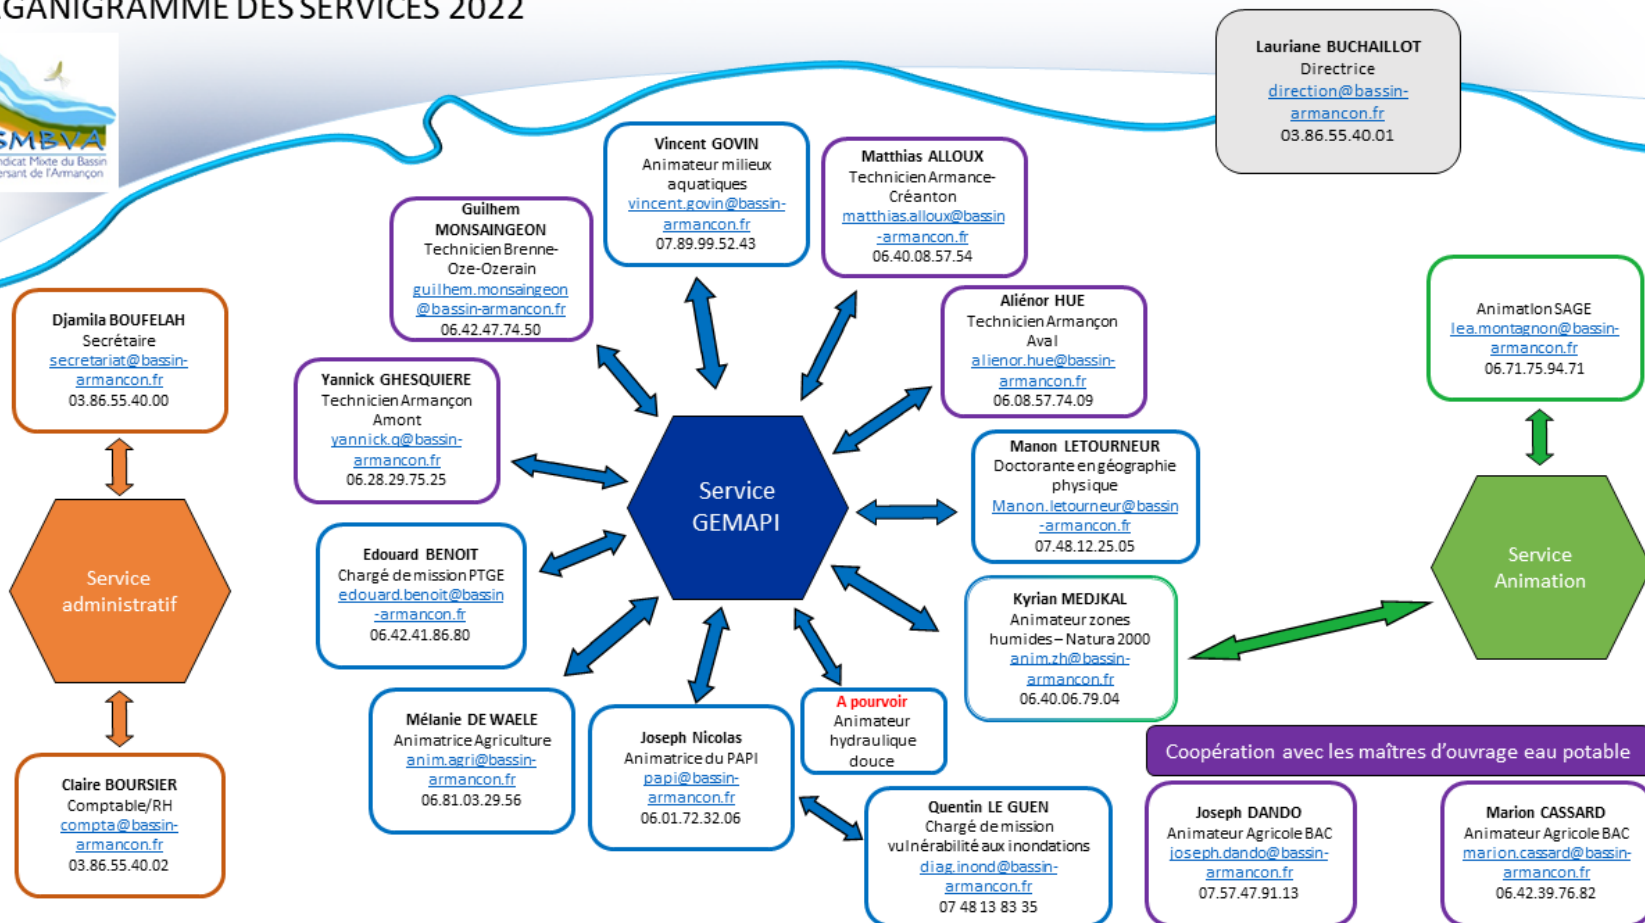 GANIGRAMME DES SERVICES 2022
SMBVA
ndicat Mixte du Bassin
ersant de l'Armançon
Lauriane BUCHAILLOT
Directrice
direction@bassin-
armancon.fr
03.86.55.40.01
Vincent GOVIN
Animateur milieux
aquatiques
vincent.govin@bassin-
armancon.fr
07.89.99.52.43
Matthias ALLOUX
Technicien Armance-
Créanton
matthias.alloux@bassin
-armancon.fr
06.40.08.57.54
Guilhem
MONSAINGEON
Technicien Brenne-
Oze-Ozerain
guilhem.monsaingeon
@bassin-armancon.fr
06.42.47.74.50
Aliénor HUE
Technicien Armançon
Aval
alienor.hue@bassin-
armancon.fr
06.08.57.74.09
Djamila BOUFELAH
Secrétaire
secretariat@bassin-
armancon.fr
03.86.55.40.00
Animation SAGE
lea.montagnon@bassin-
armancon.fr
06.71.75.94.71
Yannick GHESQUIERE
Technicien Armançon
Amont
yannick.q@bassin-
armancon.fr
06.28.29.75.25
Manon LETOURNEUR
Doctorante en géographie
physique
Manon.letourneur@bassin
-armancon.fr
07.48.12.25.05
Service
GEMAPI
Service
administratif
Service
Animation
Edouard BENOIT
Chargé de mission PTGE
edouard.benoit@bassin
-armancon.fr
06.42.41.86.80
Kyrian MEDJKAL
Animateur zones
humides – Natura 2000
anim.zh@bassin-
armancon.fr
06.40.06.79.04
Mélanie DE WAELE
Animatrice Agriculture
anim.agri@bassin-
armancon.fr
06.81.03.29.56
Joseph Nicolas
Animatrice du PAPI
papi@bassin-
armancon.fr
06.01.72.32.06
A pourvoir
Animateur
hydraulique
douce
Claire BOURSIER
Comptable/RH
compta@bassin-
armancon.fr
03.86.55.40.02
Quentin LE GUEN
Chargé de mission
vulnérabilité aux inondations
diag.inond@bassin-
armancon.fr
07 48 13 83 35
Coopération avec les maîtres d'ouvrage eau potable
Joseph DANDO
Animateur Agricole BAC
joseph.dando@bassin-
armancon.fr
07.57.47.91.13
Marion CASSARD
Animateur Agricole BAC
marion.cassard@bassin-
armancon.fr
06.42.39.76.82